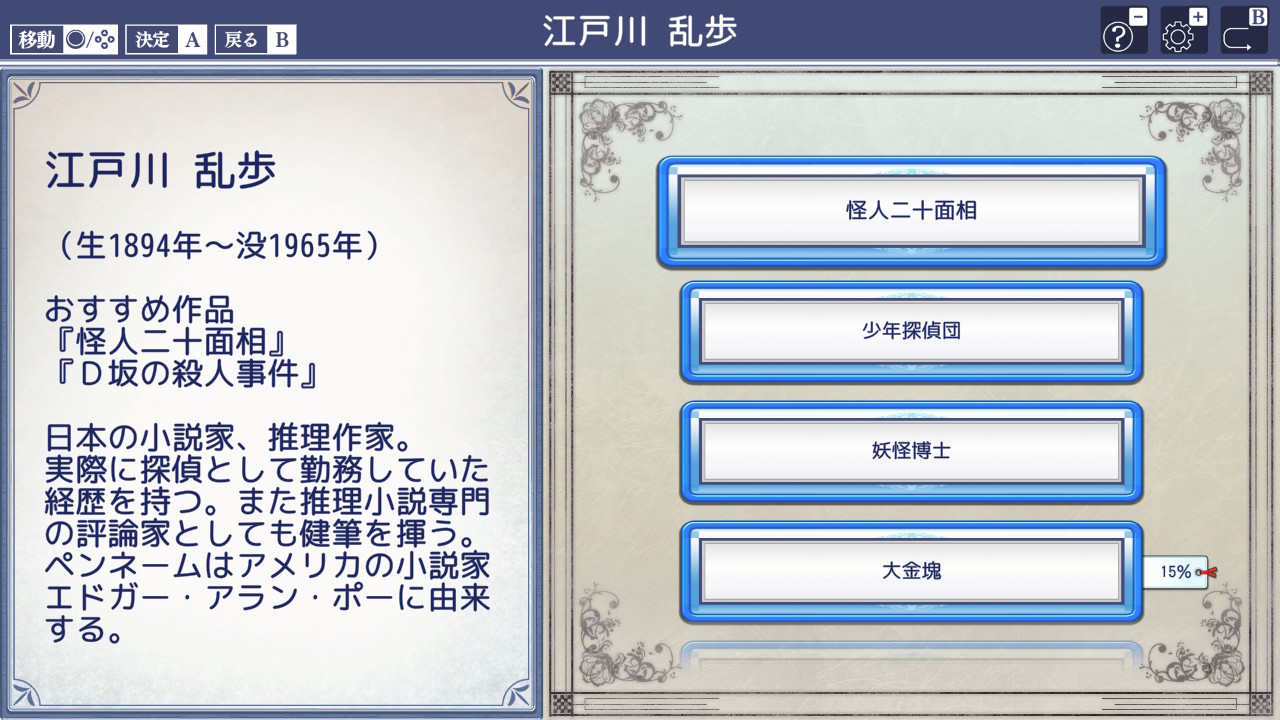 移動 /
決定 A
戻る B
江戸川 乱歩
? -
+
B
江戸川 乱歩
（生1894年～没1965年）
おすすめ作品
『怪人二十面相』
『Ｄ坂の殺人事件』
日本の小説家、推理作家。
実際に探偵として勤務していた
経歴を持つ。また推理小説専門
の評論家としても健筆を揮う。
ペンネームはアメリカの小説家
エドガー・アラン・ポーに由来
する。
怪人二十面相
少年探偵団
妖怪博士
大金塊
15%